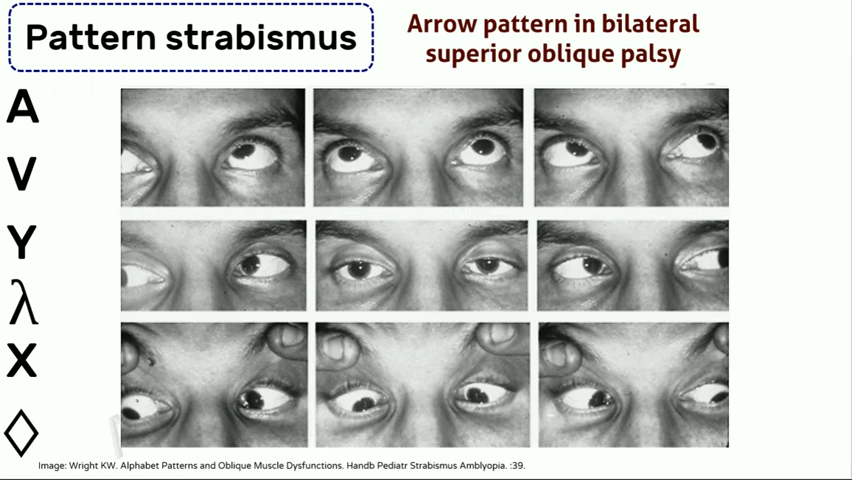 Pattern strabismus
Arrow pattern in bilateral
superior oblique palsy
A
V
Y
λ
X
◊
Image: Wright KW. Alphabet Patterns and Oblique Muscle Dysfunctions. Handb Pediatr Strabismus Amblyopia. :39.